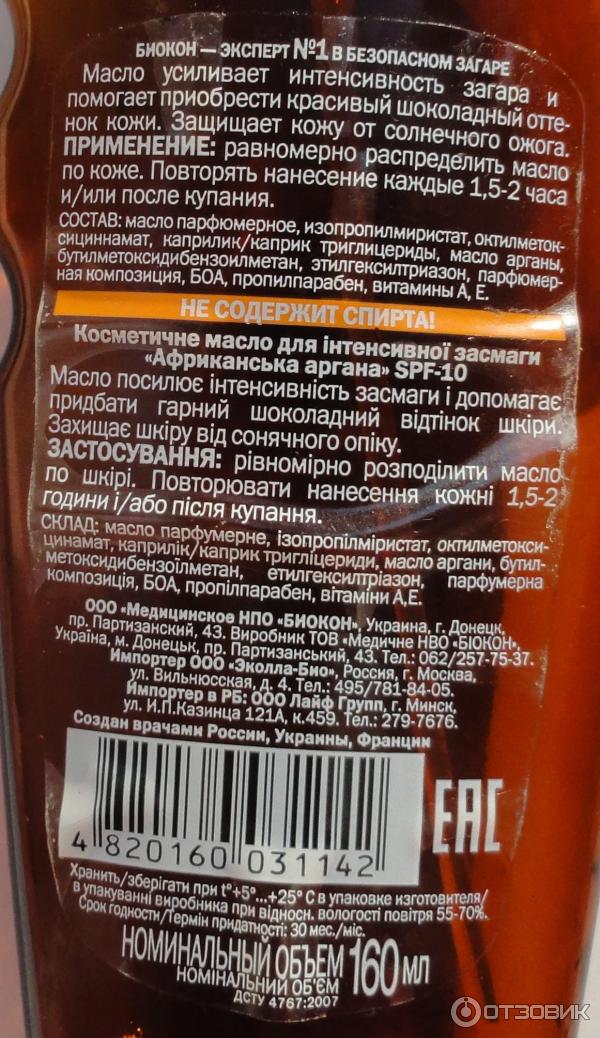 БИОКОН — ЭКСПЕРТ №1 В БЕЗОПАСНОМ ЗАГАРЕ
Масло усиливает интенсивность загара и
помогает приобрести красивый шоколадный отте-
нок кожи. Защищает кожу от солнечного ожога.
ПРИМЕНЕНИЕ: равномерно распределить масло
по коже. Повторять нанесение каждые 1,5-2 часа
и/или после купания.
СОСТАВ: масло парфюмерное, изопропилмиристат, октилметок-
сициннамат, каприлик/каприк триглицериды, масло арганы,
бутилметоксидибензоилметан, этилгексилтриазон, парфюмер-
ная композиция, БОА, пропилпарабен, витамины А, Е.
НЕ СОДЕРЖИТ СПИРТА!
Косметичне масло для інтенсивної засмаги
«Африканська аргана» SPF-10
Масло посилює інтенсивність засмаги і допомагає
придбати гарний шоколадний відтінок шкіри.
Захищає шкіру від сонячного опіку.
ЗАСТОСУВАННЯ: рівномірно розподілити масло
по шкірі. Повторювати нанесення кожні 1,5-2
години і/або після купання.
СКЛАД: масло парфумерне, ізопропілміристат, октилметокси-
цинамат, каприлік/каприк тригліцериди, масло аргани, бутил-
метоксидибензоїлметан, етилгексилтріазон, парфумерна
композиція, БОА, пропілпарабен, вітаміни А,Е.
ООО «Медицинское НПО «БИОКОН», Украина, г. Донецк,
пр. Партизанский, 43. Виробник ТОВ «Медичне НВО «БІОКОН»,
Україна, м. Донецьк, пр. Партизанський, 43. Тел.: 062/257-75-37.
Импортер ООО «Эколла-Био», Россия, г. Москва,
ул. Вильнюсская, д. 4. Тел.: 495/781-84-05.
Импортер в РБ: ООО Лайф Групп, г. Минск,
ул. И.П.Казинца 121А, к.459. Тел.: 279-7676.
Создан врачами России, Украины, Франции
EAC
4 820160 031142
Хранить/зберігати при t°+5°...+25° С в упаковке изготовителя/
в упакуванні виробника при відносн. вологості повітря 55-70%.
Срок годности/Термін придатності: 30 мес./міс.
НОМИНАЛЬНЫЙ ОБЪЕМ 160 мл
НОМІНАЛЬНИЙ ОБ'ЄМ
ДСТУ 4767:2007
ОТЗОВИК